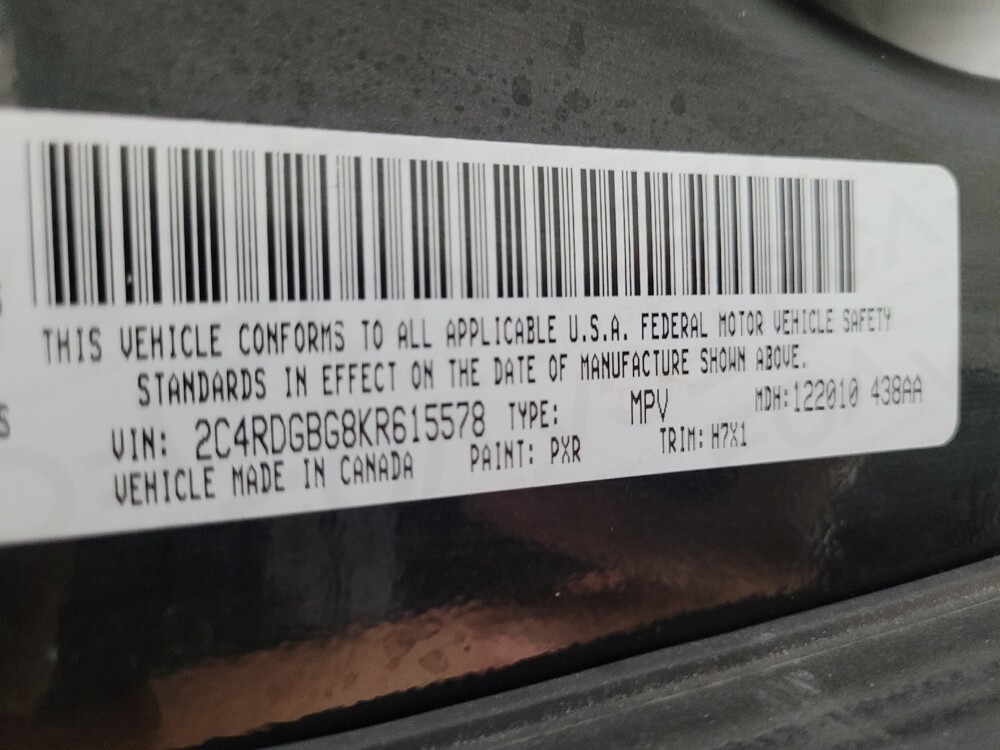 THIS VEHICLE CONFORMS TO ALL APPLICABLE U.S.A. FEDERAL MOTOR VEHICLE SAFETY
STANDARDS IN EFFECT ON THE DATE OF MANUFACTURE SHOWN ABOVE.
VIN: 2C4RDGBG8KR615578 TYPE: MPV MDH:122010 438AA
VEHICLE MADE IN CANADA PAINT: PXR TRIM: H7X1